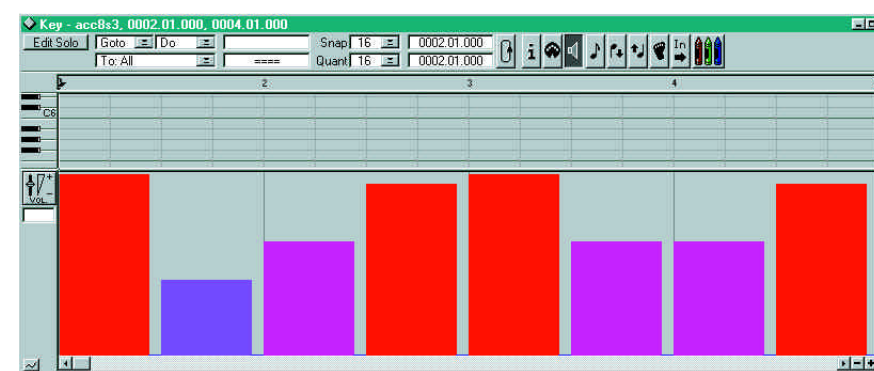 Key - acc8s3, 0002.01.000, 0004.01.000
Edit Solo Goto Do Snap 16 0002.01.000 i In
To: All ==== Quant 16 0002.01.000
2 3 4
C6
VOL